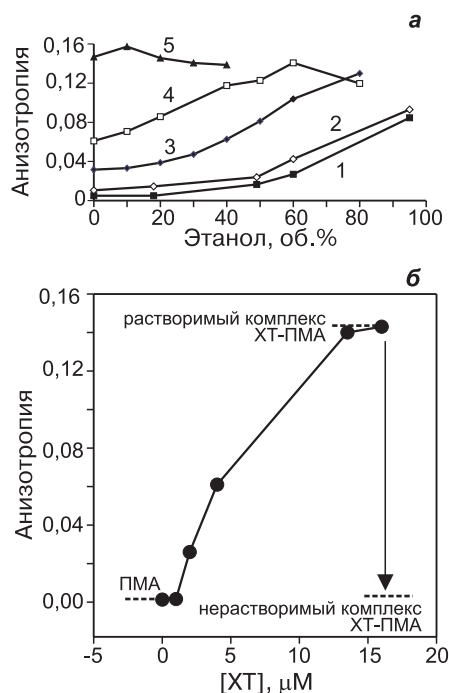 а
0,16
0,12
0,08
0,04
0
Анизотропия
5
4
3
2
1
0 20 40 60 80 100
Этанол, об.%
б
0,16
0,12
0,08
0,04
0,00
Анизотропия
растворимый комплекс
ХТ-ПМА
ПМА
нерастворимый комплекс
ХТ-ПМА
-5 0 5 10 15 20
[ХТ], μМ